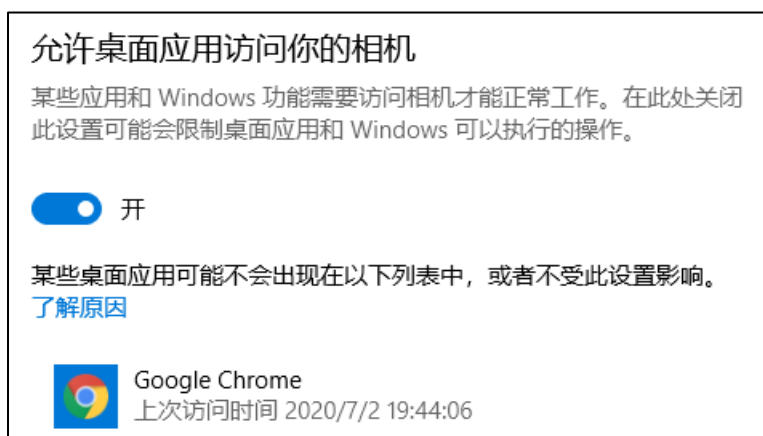 允许桌面应用访问你的相机
某些应用和 Windows 功能需要访问相机才能正常工作。在此处关闭
此设置可能会限制桌面应用和 Windows 可以执行的操作。
开
某些桌面应用可能不会出现在以下列表中，或者不受此设置影响。
了解原因
Google Chrome
上次访问时间 2020/7/2 19:44:06